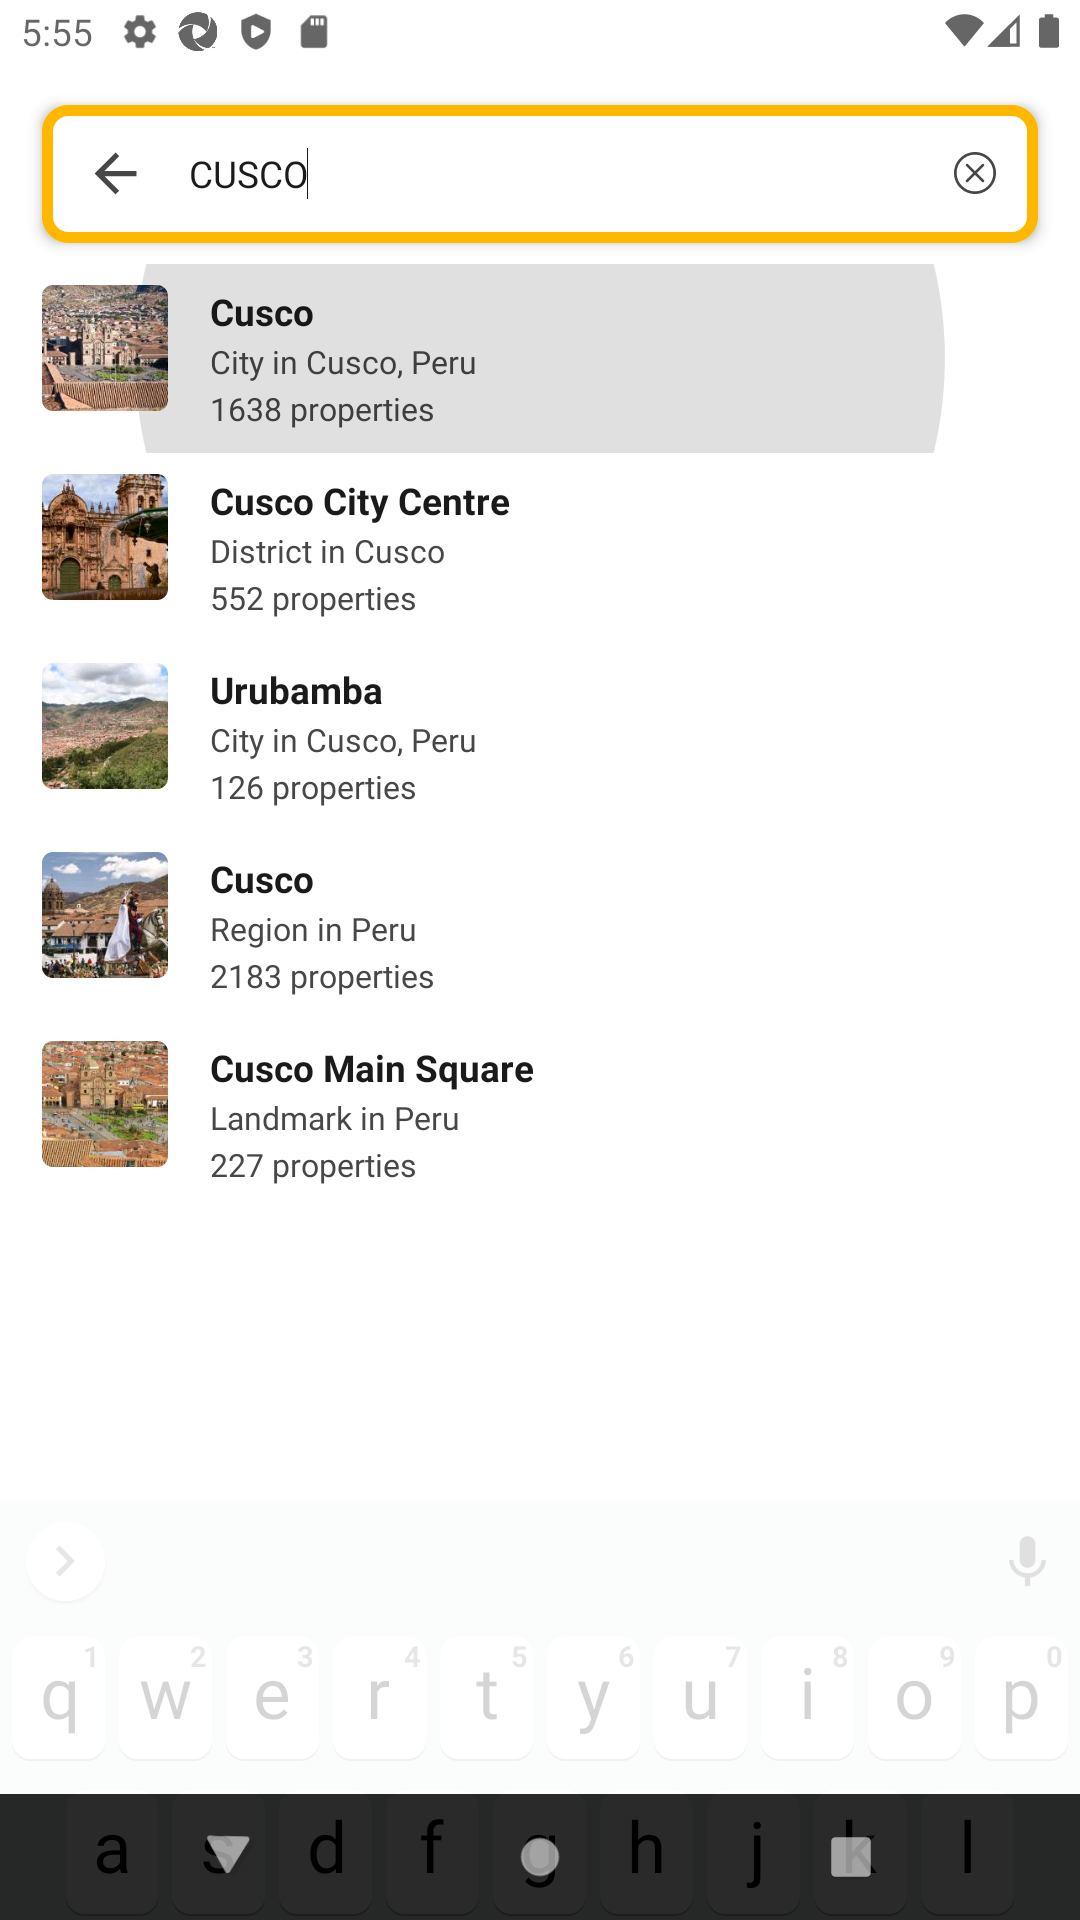 5:55
CUSCO
Cusco
City in Cusco, Peru
1638 properties
Cusco City Centre
District in Cusco
552 properties
Urubamba
City in Cusco, Peru
126 properties
Cusco
Region in Peru
2183 properties
Cusco Main Square
Landmark in Peru
227 properties
1 2 3 4 5 6 7 8 9 0
q w e r t y u i o p
a s d f g h j k l